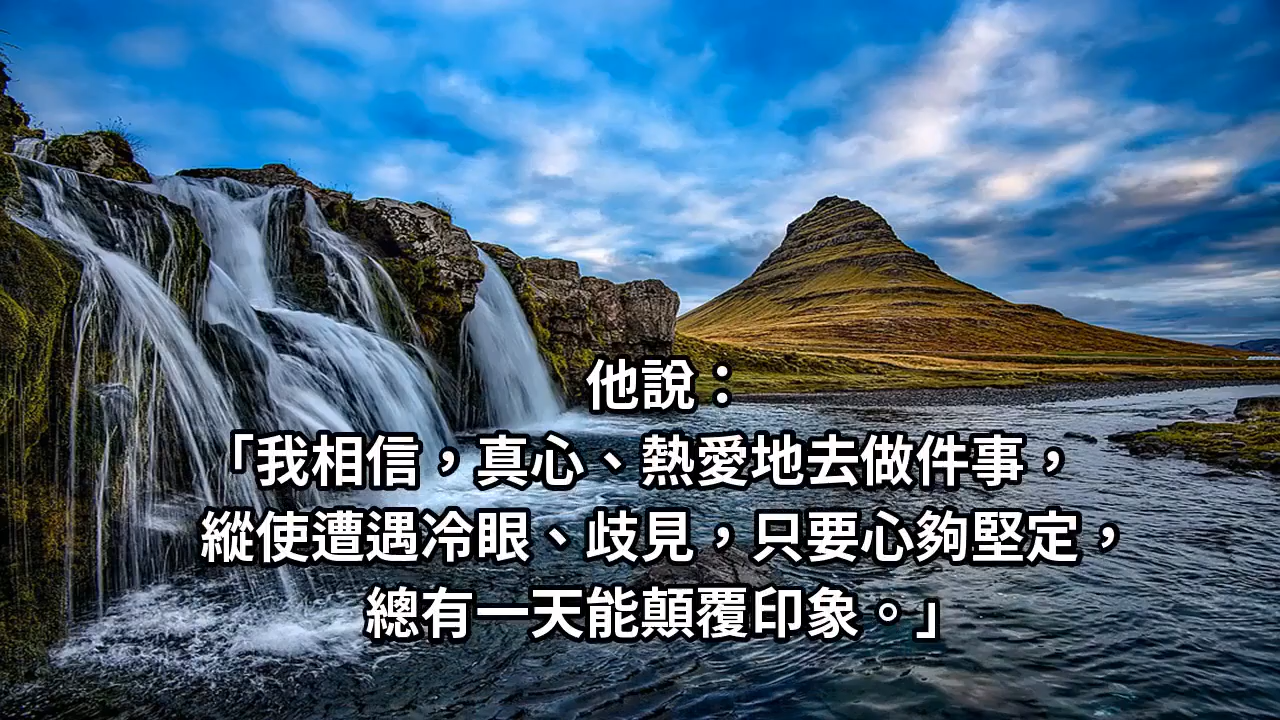 他說：
「我相信，真心、熱愛地去做件事，
縱使遭遇冷眼、歧見，只要心夠堅定，
總有一天能顛覆印象。」